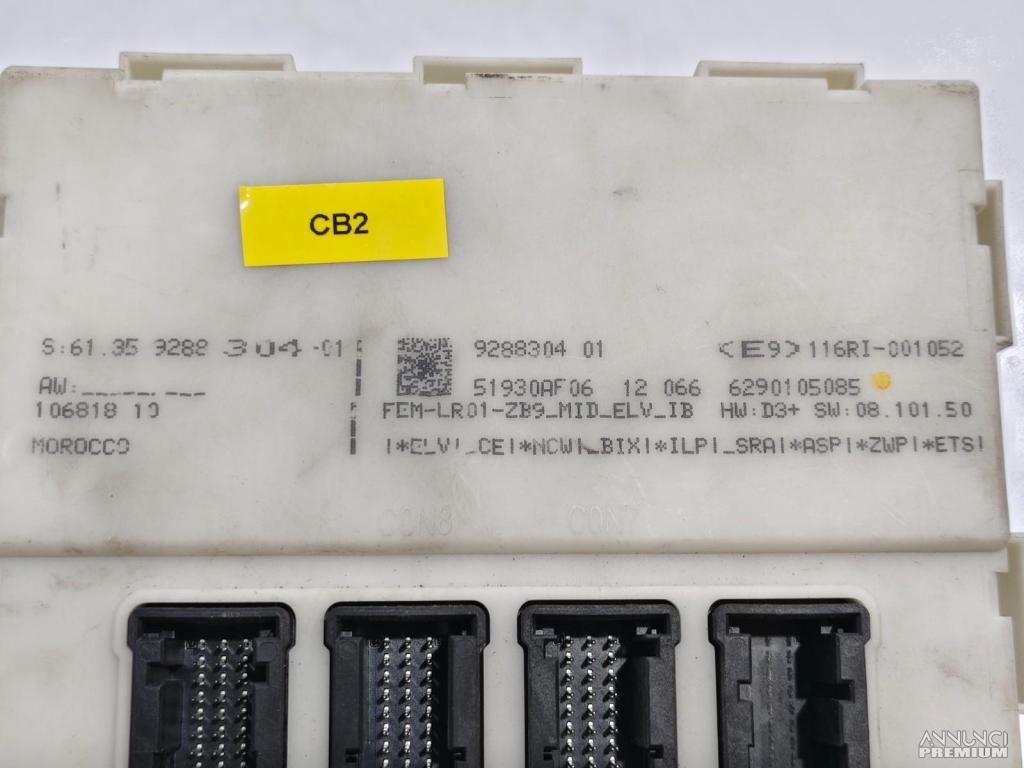 CB2
S:61.35 9288 304-01
9288304 01
<E9> 116RI-001052
AW:
51930AF06 12 066 6290105085
106818 10
FEM-LR01-ZB9_MID_ELV_IB HW:D3+ SW:08.101.50
MOROCCO
|*ELV|_CE|*NCW|_BIX|*ILP|_SRA|*ASP|*ZWP|*ETS|
CON8 CON7
ANNUNCI
PREMIUM